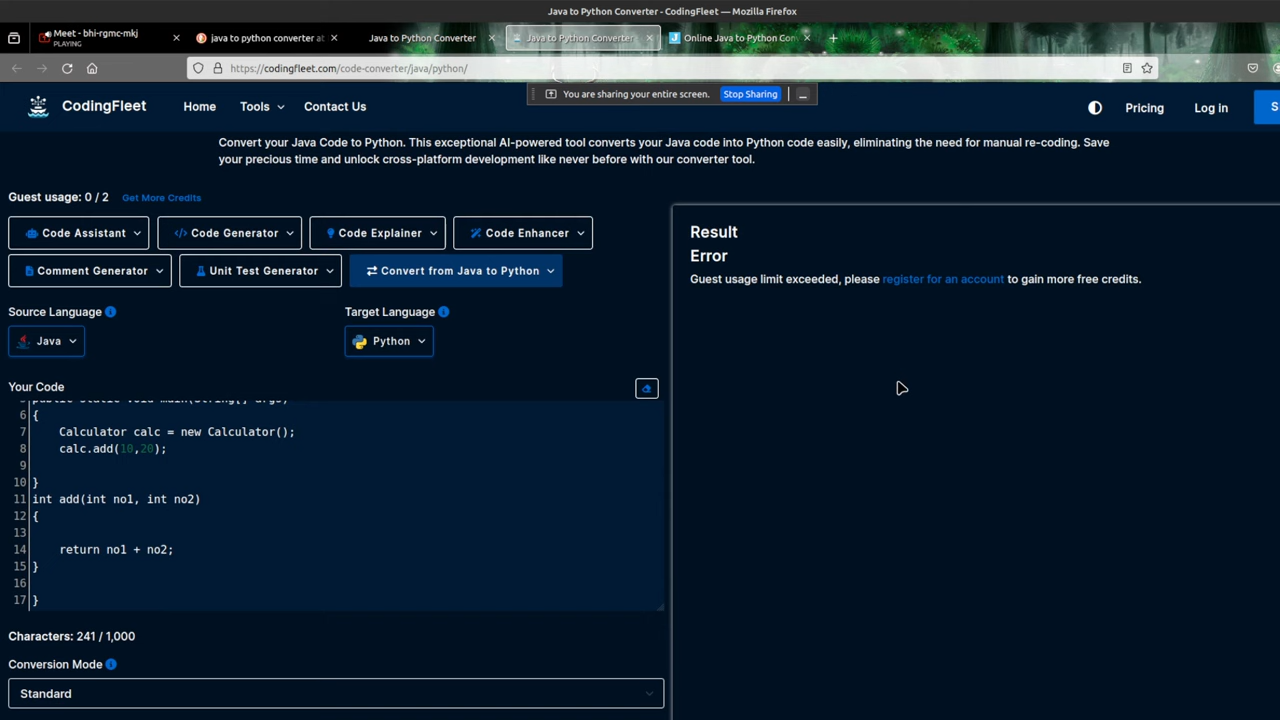 Java to Python Converter - CodingFleet — Mozilla Firefox
Meet - bhi-rgmc-mkj
PLAYING
java to python converter at
Java to Python Converter
Java to Python Converter
Online Java to Python Con
https://codingfleet.com/code-converter/java/python/
You are sharing your entire screen.
Stop Sharing
CodingFleet
Home
Tools
Contact Us
Pricing
Log in
S
Convert your Java Code to Python. This exceptional AI-powered tool converts your Java code into Python code easily, eliminating the need for manual re-coding. Save
your precious time and unlock cross-platform development like never before with our converter tool.
Guest usage: 0 / 2
Get More Credits
Code Assistant
Code Generator
Code Explainer
Code Enhancer
Comment Generator
Unit Test Generator
Convert from Java to Python
Source Language
Target Language
Java
Python
Your Code
public static void main(String[] args)
6 {
7 Calculator calc = new Calculator();
8 calc.add(10,20);
9
10 }
11 int add(int no1, int no2)
12 {
13
14 return no1 + no2;
15 }
16
17 }
Characters: 241 / 1,000
Conversion Mode
Standard
Result
Error
Guest usage limit exceeded, please register for an account to gain more free credits.